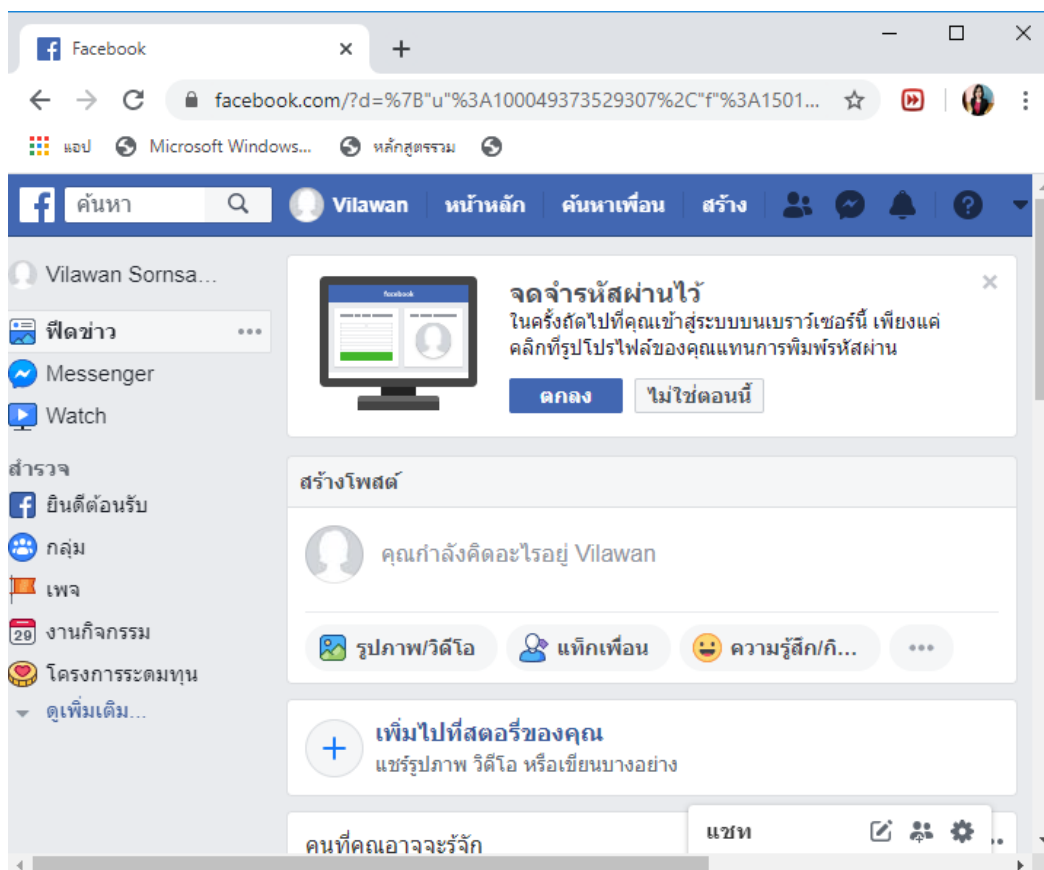 Facebook
facebook.com/?d=%7B"u"%3A100049373529307%2C"f"%3A1501...
แอป
Microsoft Windows...
หลักสูตรรวม
ค้นหา
Vilawan
หน้าหลัก
ค้นหาเพื่อน
สร้าง
Vilawan Sornsa...
ฟีดข่าว
Messenger
Watch
สำรวจ
ยินดีต้อนรับ
กลุ่ม
เพจ
29
งานกิจกรรม
โครงการระดมทุน
ดูเพิ่มเติม...
facebook
จดจำรหัสผ่านไว้
ในครั้งถัดไปที่คุณเข้าสู่ระบบบนเบราว์เซอร์นี้ เพียงแค่
คลิกที่รูปโปรไฟล์ของคุณแทนการพิมพ์รหัสผ่าน
ตกลง
ไม่ใช่ตอนนี้
สร้างโพสต์
คุณกำลังคิดอะไรอยู่ Vilawan
รูปภาพ/วิดีโอ
แท็กเพื่อน
ความรู้สึก/กิ...
เพิ่มไปที่สตอรี่ของคุณ
แชร์รูปภาพ วิดีโอ หรือเขียนบางอย่าง
คนที่คุณอาจจะรู้จัก
แชท